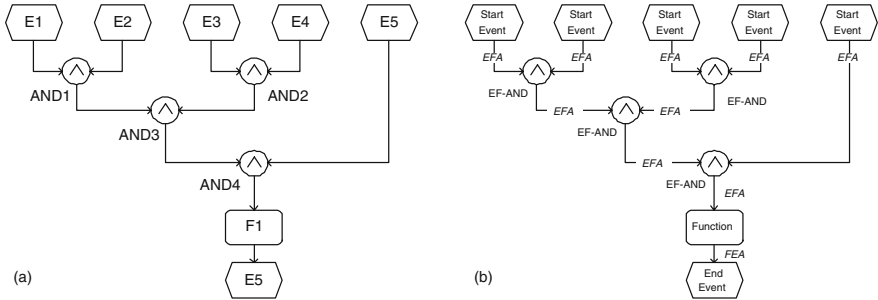 E1 E2 E3 E4 E5
AND1 AND2
AND3
AND4
F1
E5
(a)
Start Event Start Event Start Event Start Event Start Event
EFA EFA EFA EFA EFA
EF-AND EF-AND
EFA EFA
EF-AND
EFA
EF-AND
EFA
Function
FEA
End Event
(b)